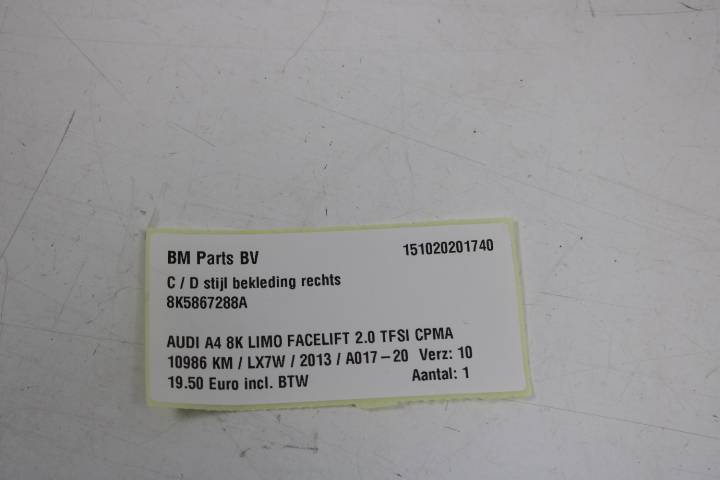 BM Parts BV 151020201740
C / D stijl bekleding rechts
8K5867288A
AUDI A4 8K LIMO FACELIFT 2.0 TFSI CPMA
10986 KM / LX7W / 2013 / A017-20 Verz: 10
19.50 Euro incl. BTW Aantal: 1